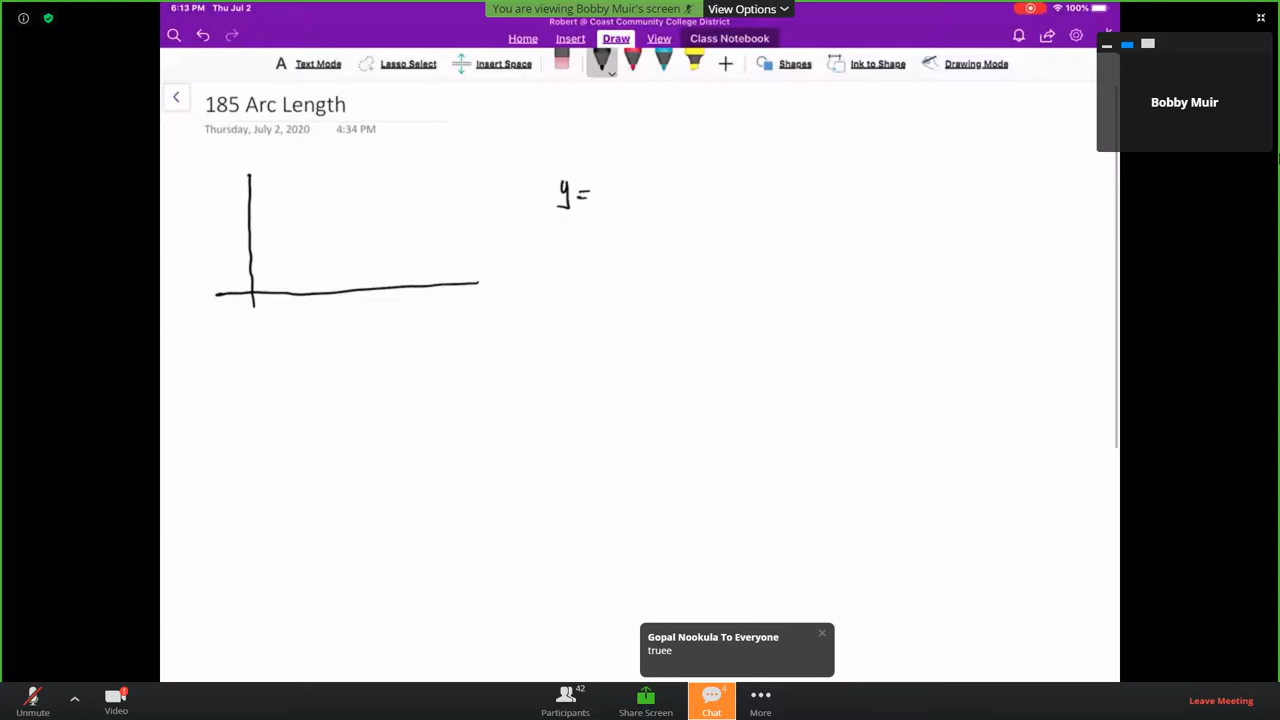 6:13 PM Thu Jul 2
You are viewing Bobby Muir's screen
View Options
100%
Robert @ Coast Community College District
Home
Insert
Draw
View
Class Notebook
Text Mode
Lasso Select
Insert Space
Shapes
Ink to Shape
Drawing Mode
Bobby Muir
185 Arc Length
Thursday, July 2, 2020 4:34 PM
y =
Gopal Nookula To Everyone
truee
Unmute
Video
!
Participants
42
Share Screen
Chat
4
More
Leave Meeting